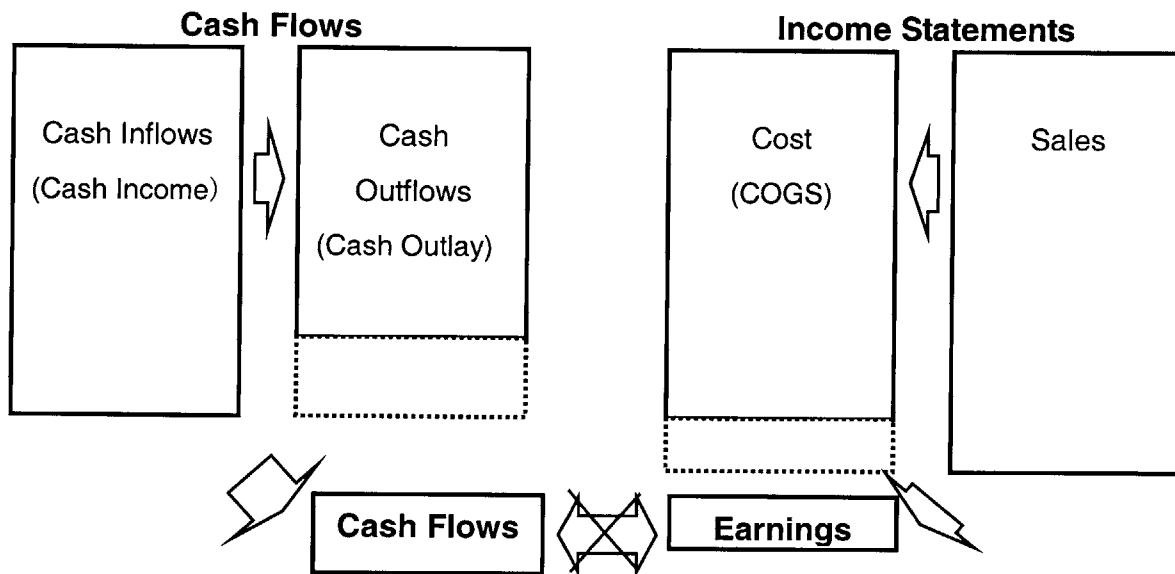 Cash Flows
Income Statements
Cash Inflows
(Cash Income)
Cash
Outflows
(Cash Outlay)
Cost
(COGS)
Sales
Cash Flows
Earnings